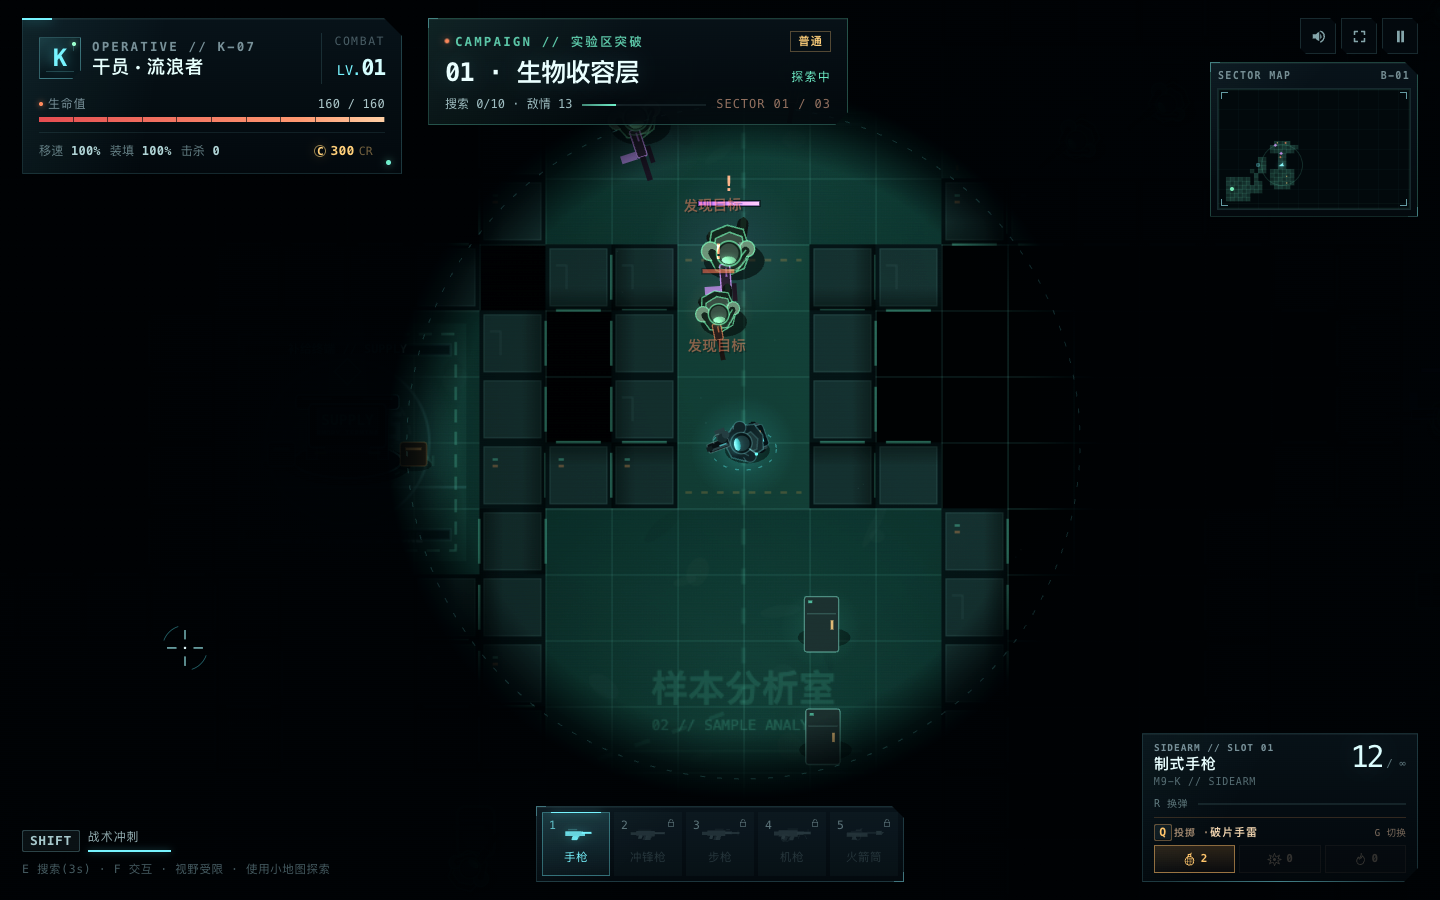 K
OPERATIVE // K-07
干员·流浪者
COMBAT
LV.01
生命值
160 / 160
移速 100% 装填 100% 击杀 0
C 300 CR
CAMPAIGN // 实验区突破
普通
01 · 生物收容层
探索中
搜索 0/10 · 敌情 13
SECTOR 01 / 03
SECTOR MAP
B-01
!
发现目标
发现目标
样本分析室
02 // SAMPLE ANALY
SHIFT
战术冲刺
E 搜索(3s) · F 交互 · 视野受限 · 使用小地图探索
1
手枪
2
冲锋枪
3
步枪
4
机枪
5
火箭筒
SIDEARM // SLOT 01
制式手枪
12 / ∞
M9-K // SIDEARM
R 换弹
Q 投掷 ·破片手雷
G 切换
2
0
0